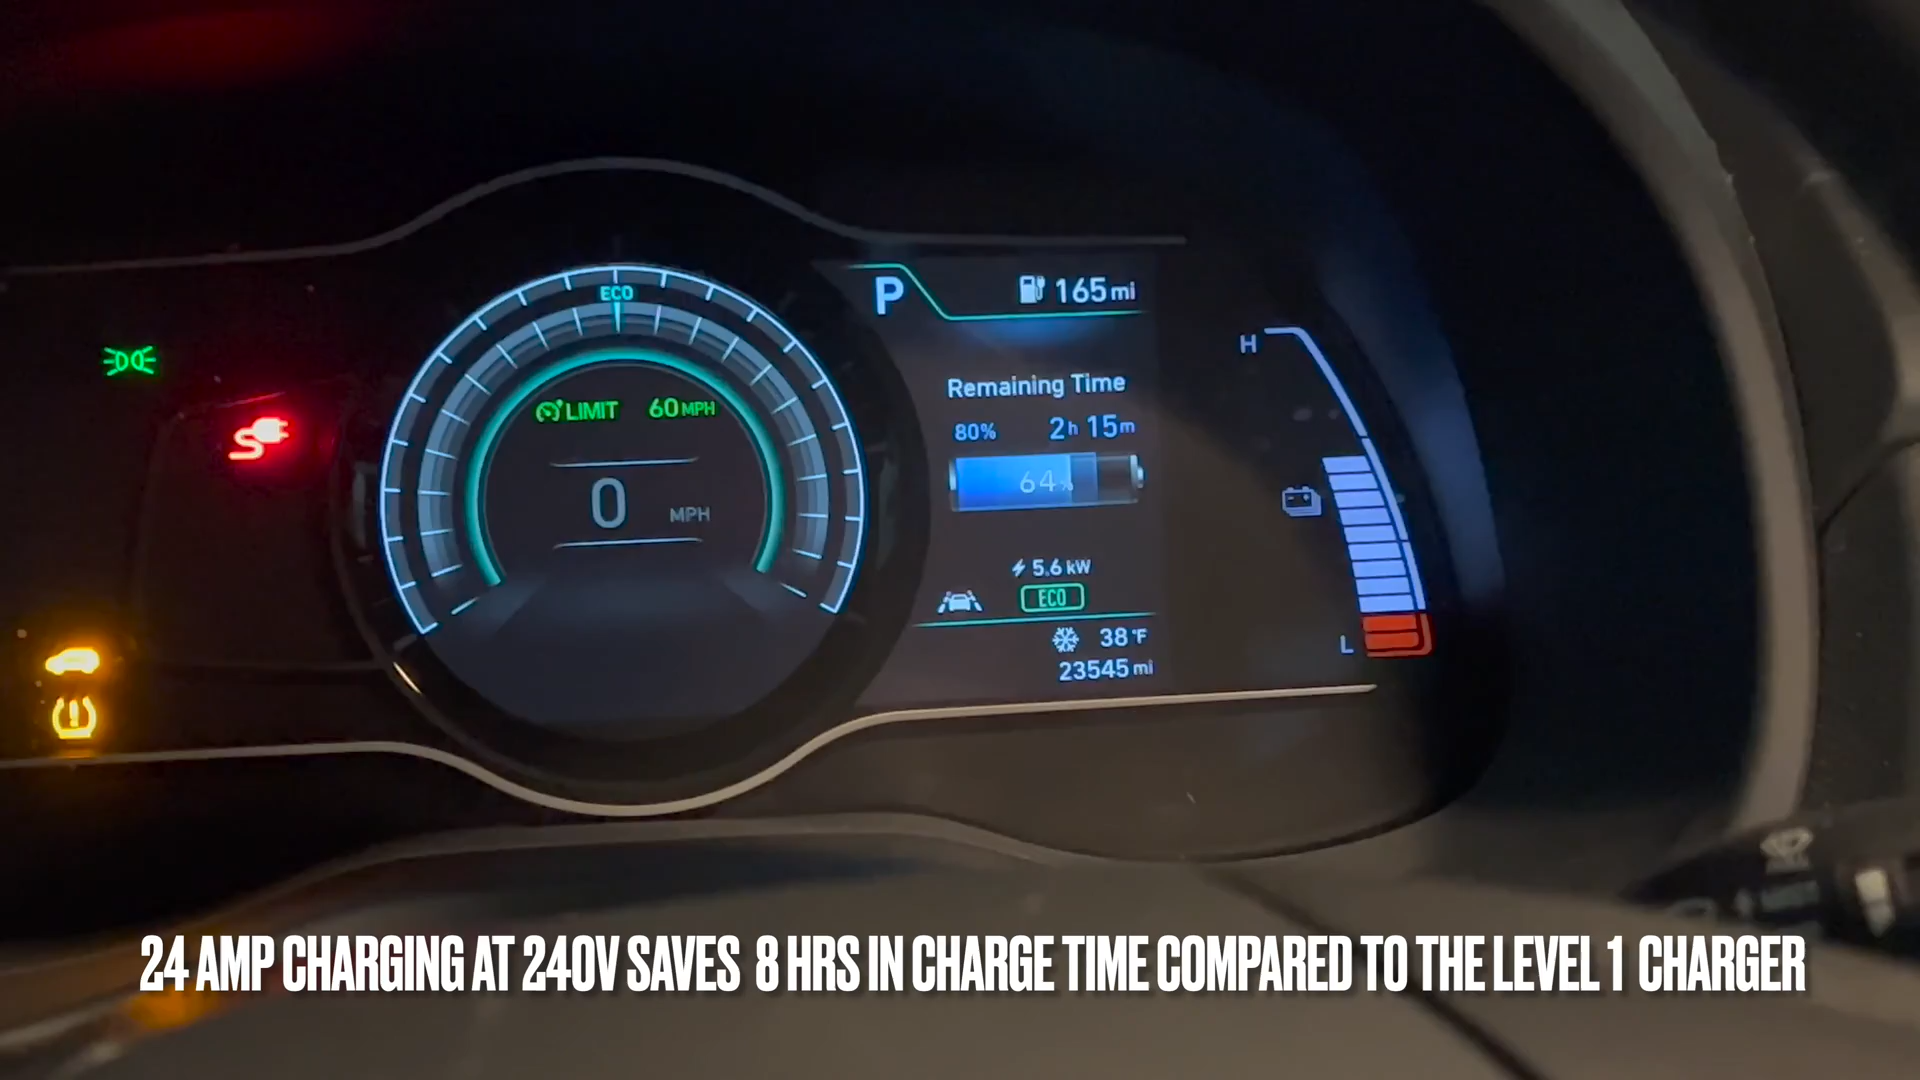 ECO
LIMIT 60 MPH
0 MPH
P 165 mi
Remaining Time
80% 2h 15m
64%
5.6 kW
ECO
38°F
23545 mi
H
L
24 AMP CHARGING AT 240V SAVES 8 HRS IN CHARGE TIME COMPARED TO THE LEVEL 1 CHARGER